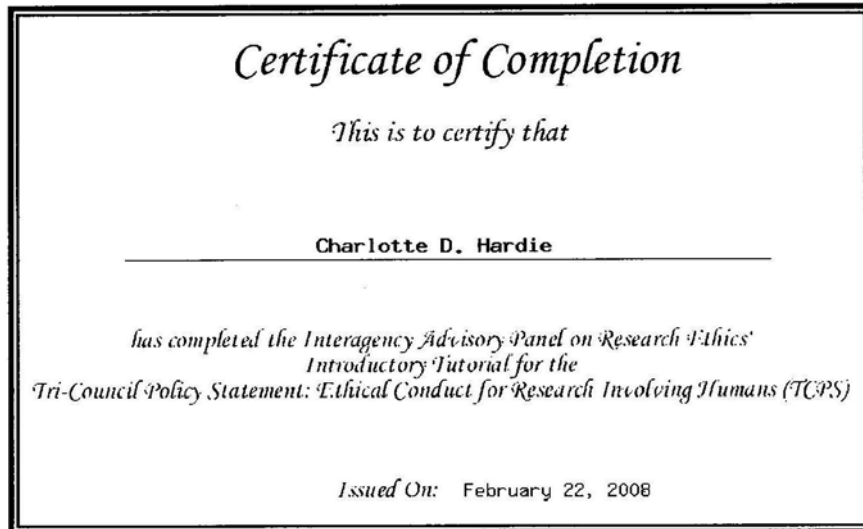 Certificate of Completion
This is to certify that
Charlotte D. Hardie
has completed the Interagency Advisory Panel on Research Ethics'
Introductory Tutorial for the
Tri-Council Policy Statement: Ethical Conduct for Research Involving Humans (TCPS)
Issued On: February 22, 2008